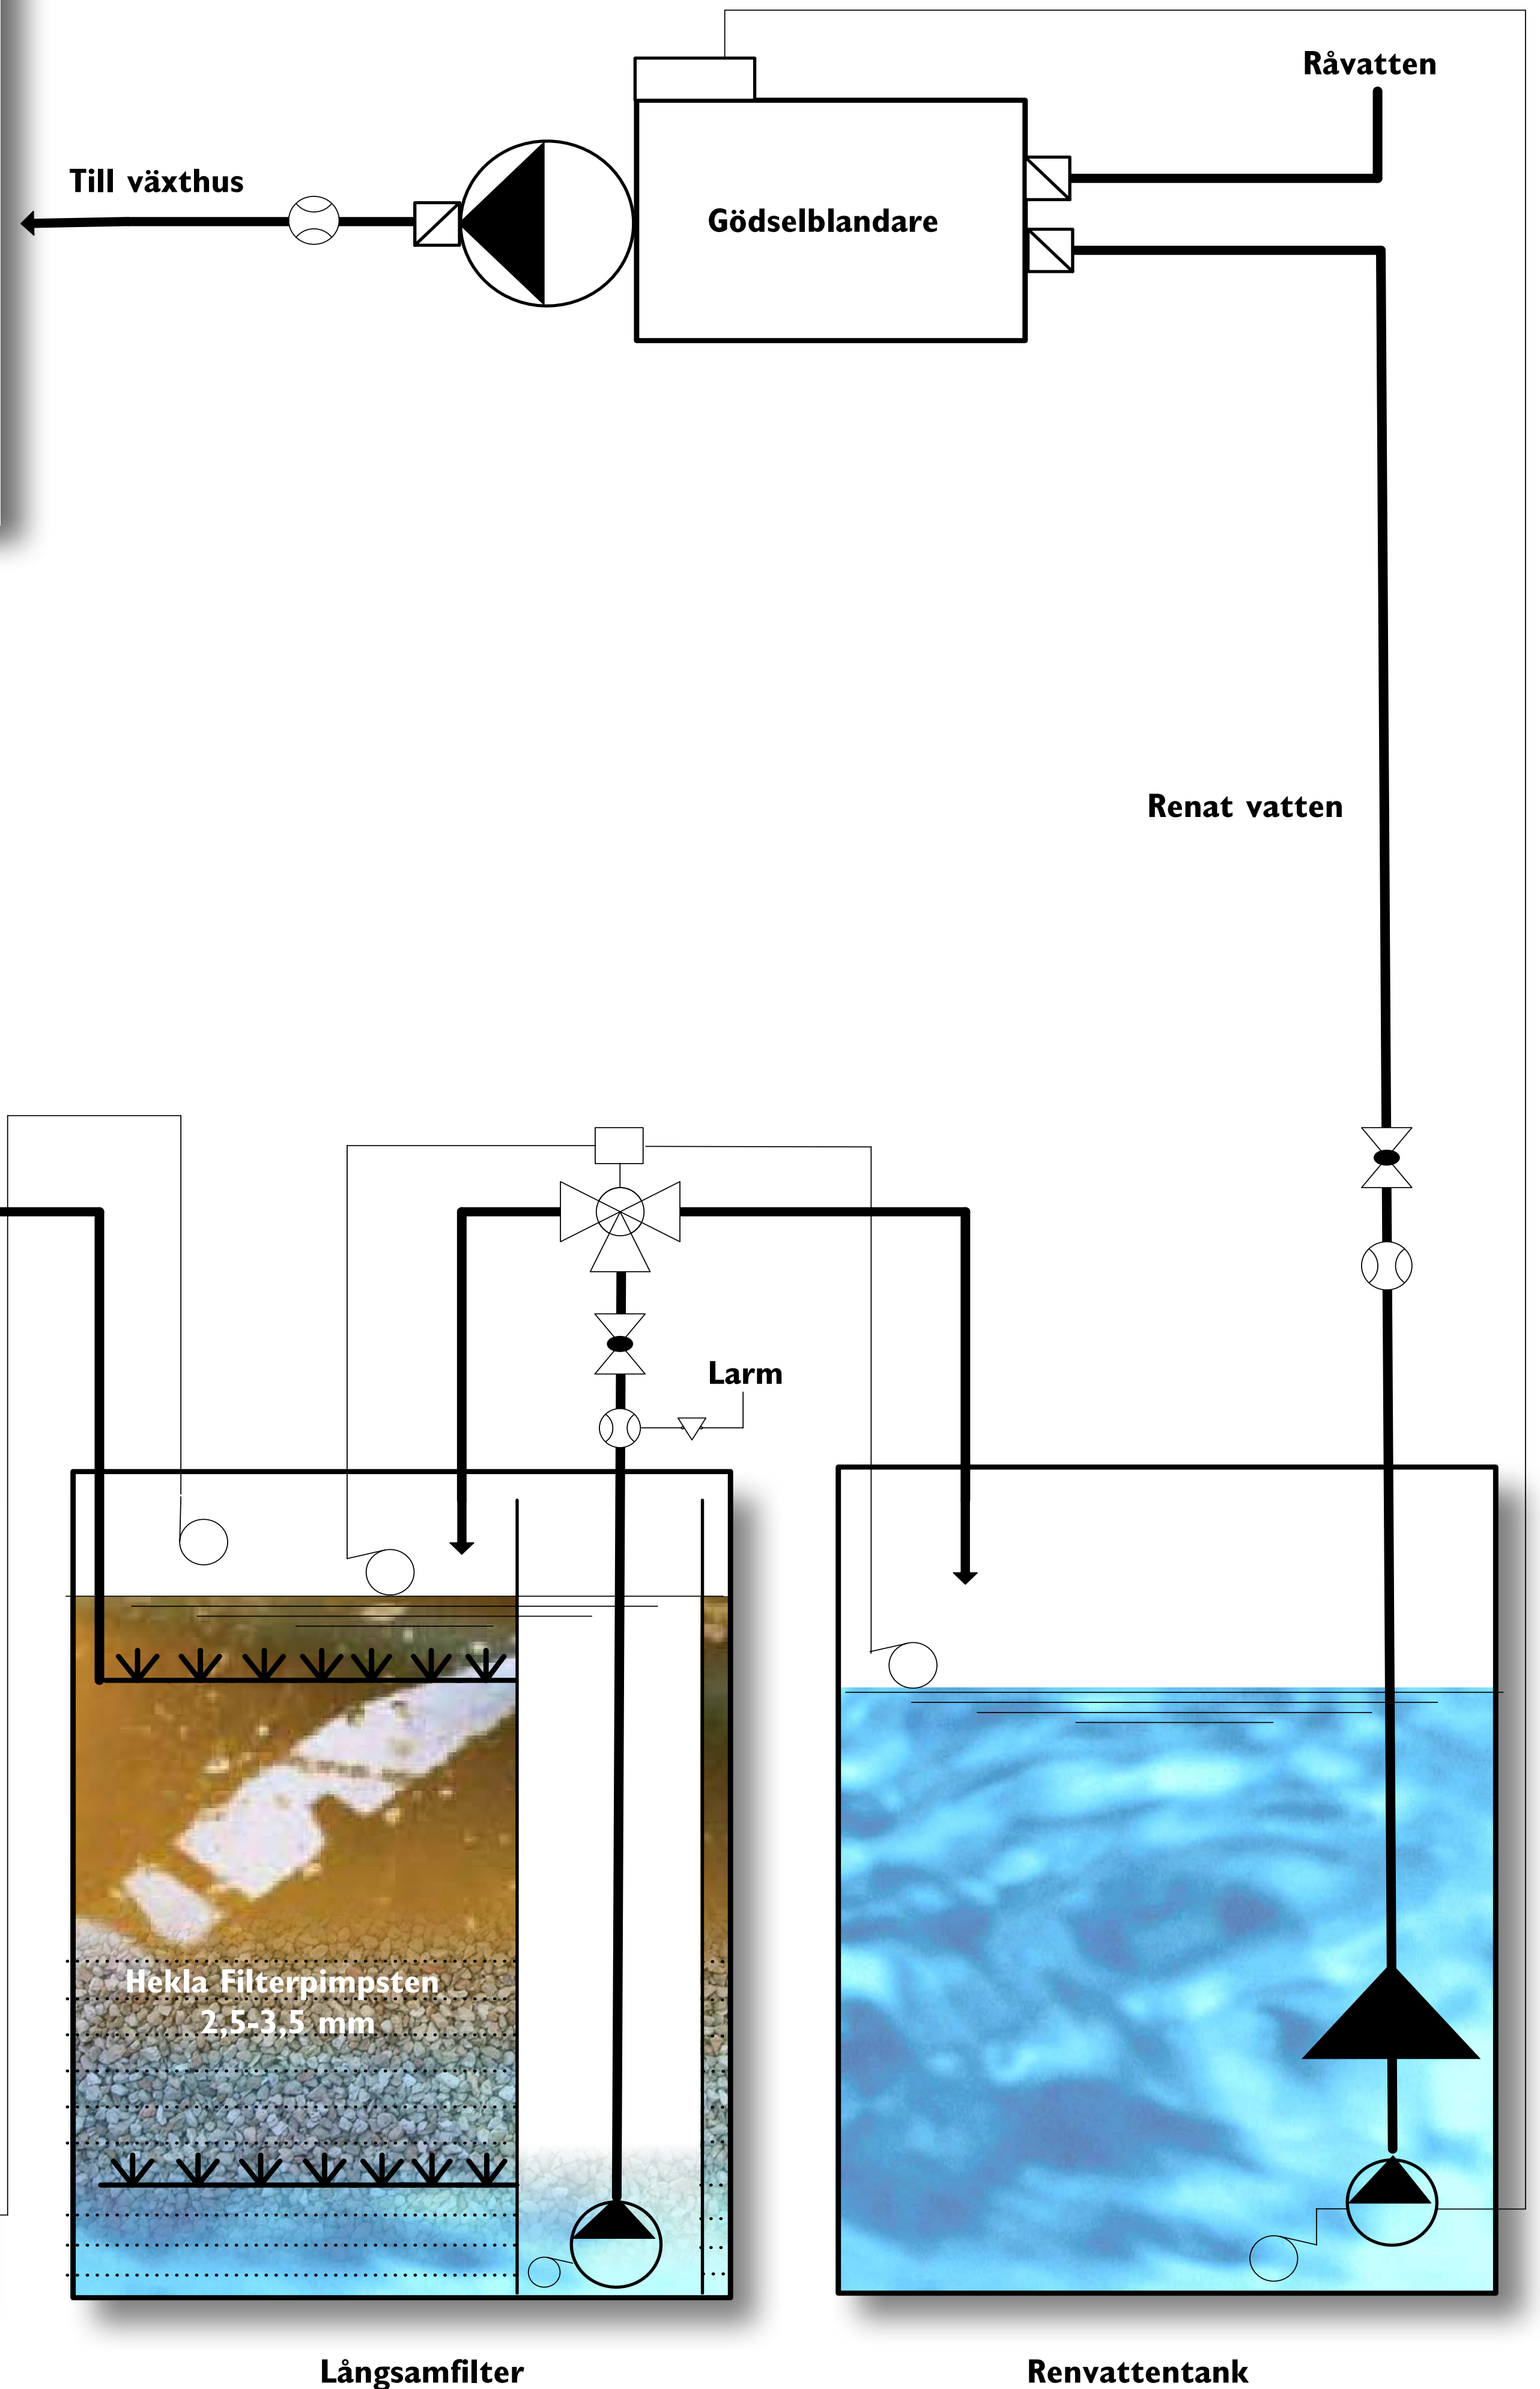 Råvatten
Till växthus
Gödselblandare
Renat vatten
Larm
Hekla Filterpimpsten
2,5-3,5 mm
Långsamfilter
Renvattentank